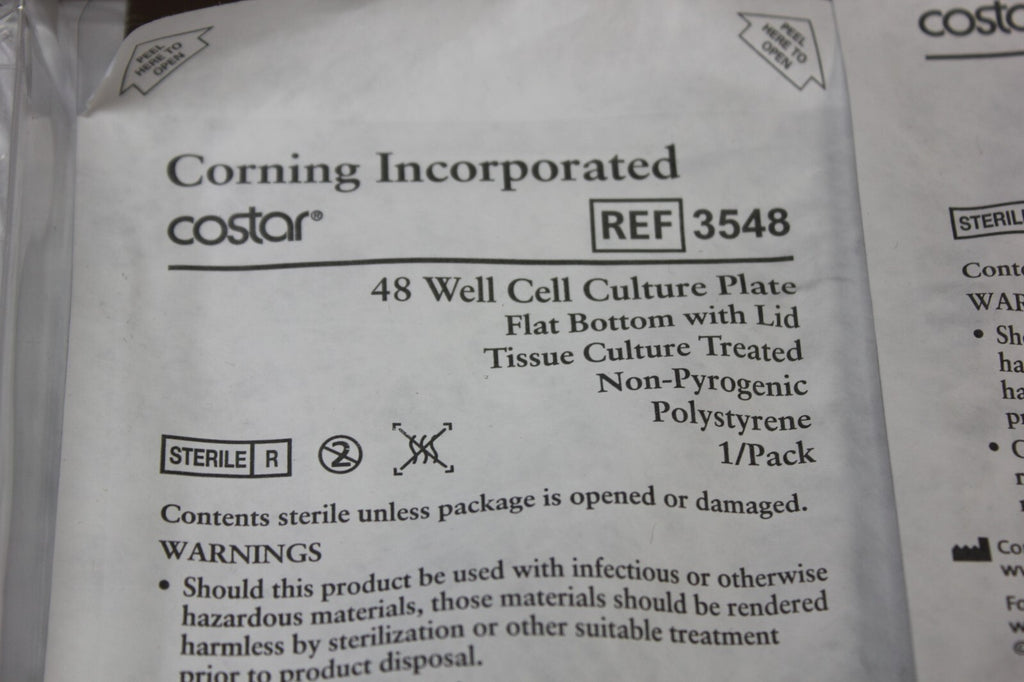 PEEL
HERE TO
OPEN
PEEL
HERE TO
OPEN
Corning Incorporated
costar®
REF 3548
48 Well Cell Culture Plate
Flat Bottom with Lid
Tissue Culture Treated
Non-Pyrogenic
Polystyrene
1/Pack
STERILE R
2
Contents sterile unless package is opened or damaged.
WARNINGS
• Should this product be used with infectious or otherwise
hazardous materials, those materials should be rendered
harmless by sterilization or other suitable treatment
prior to product disposal.